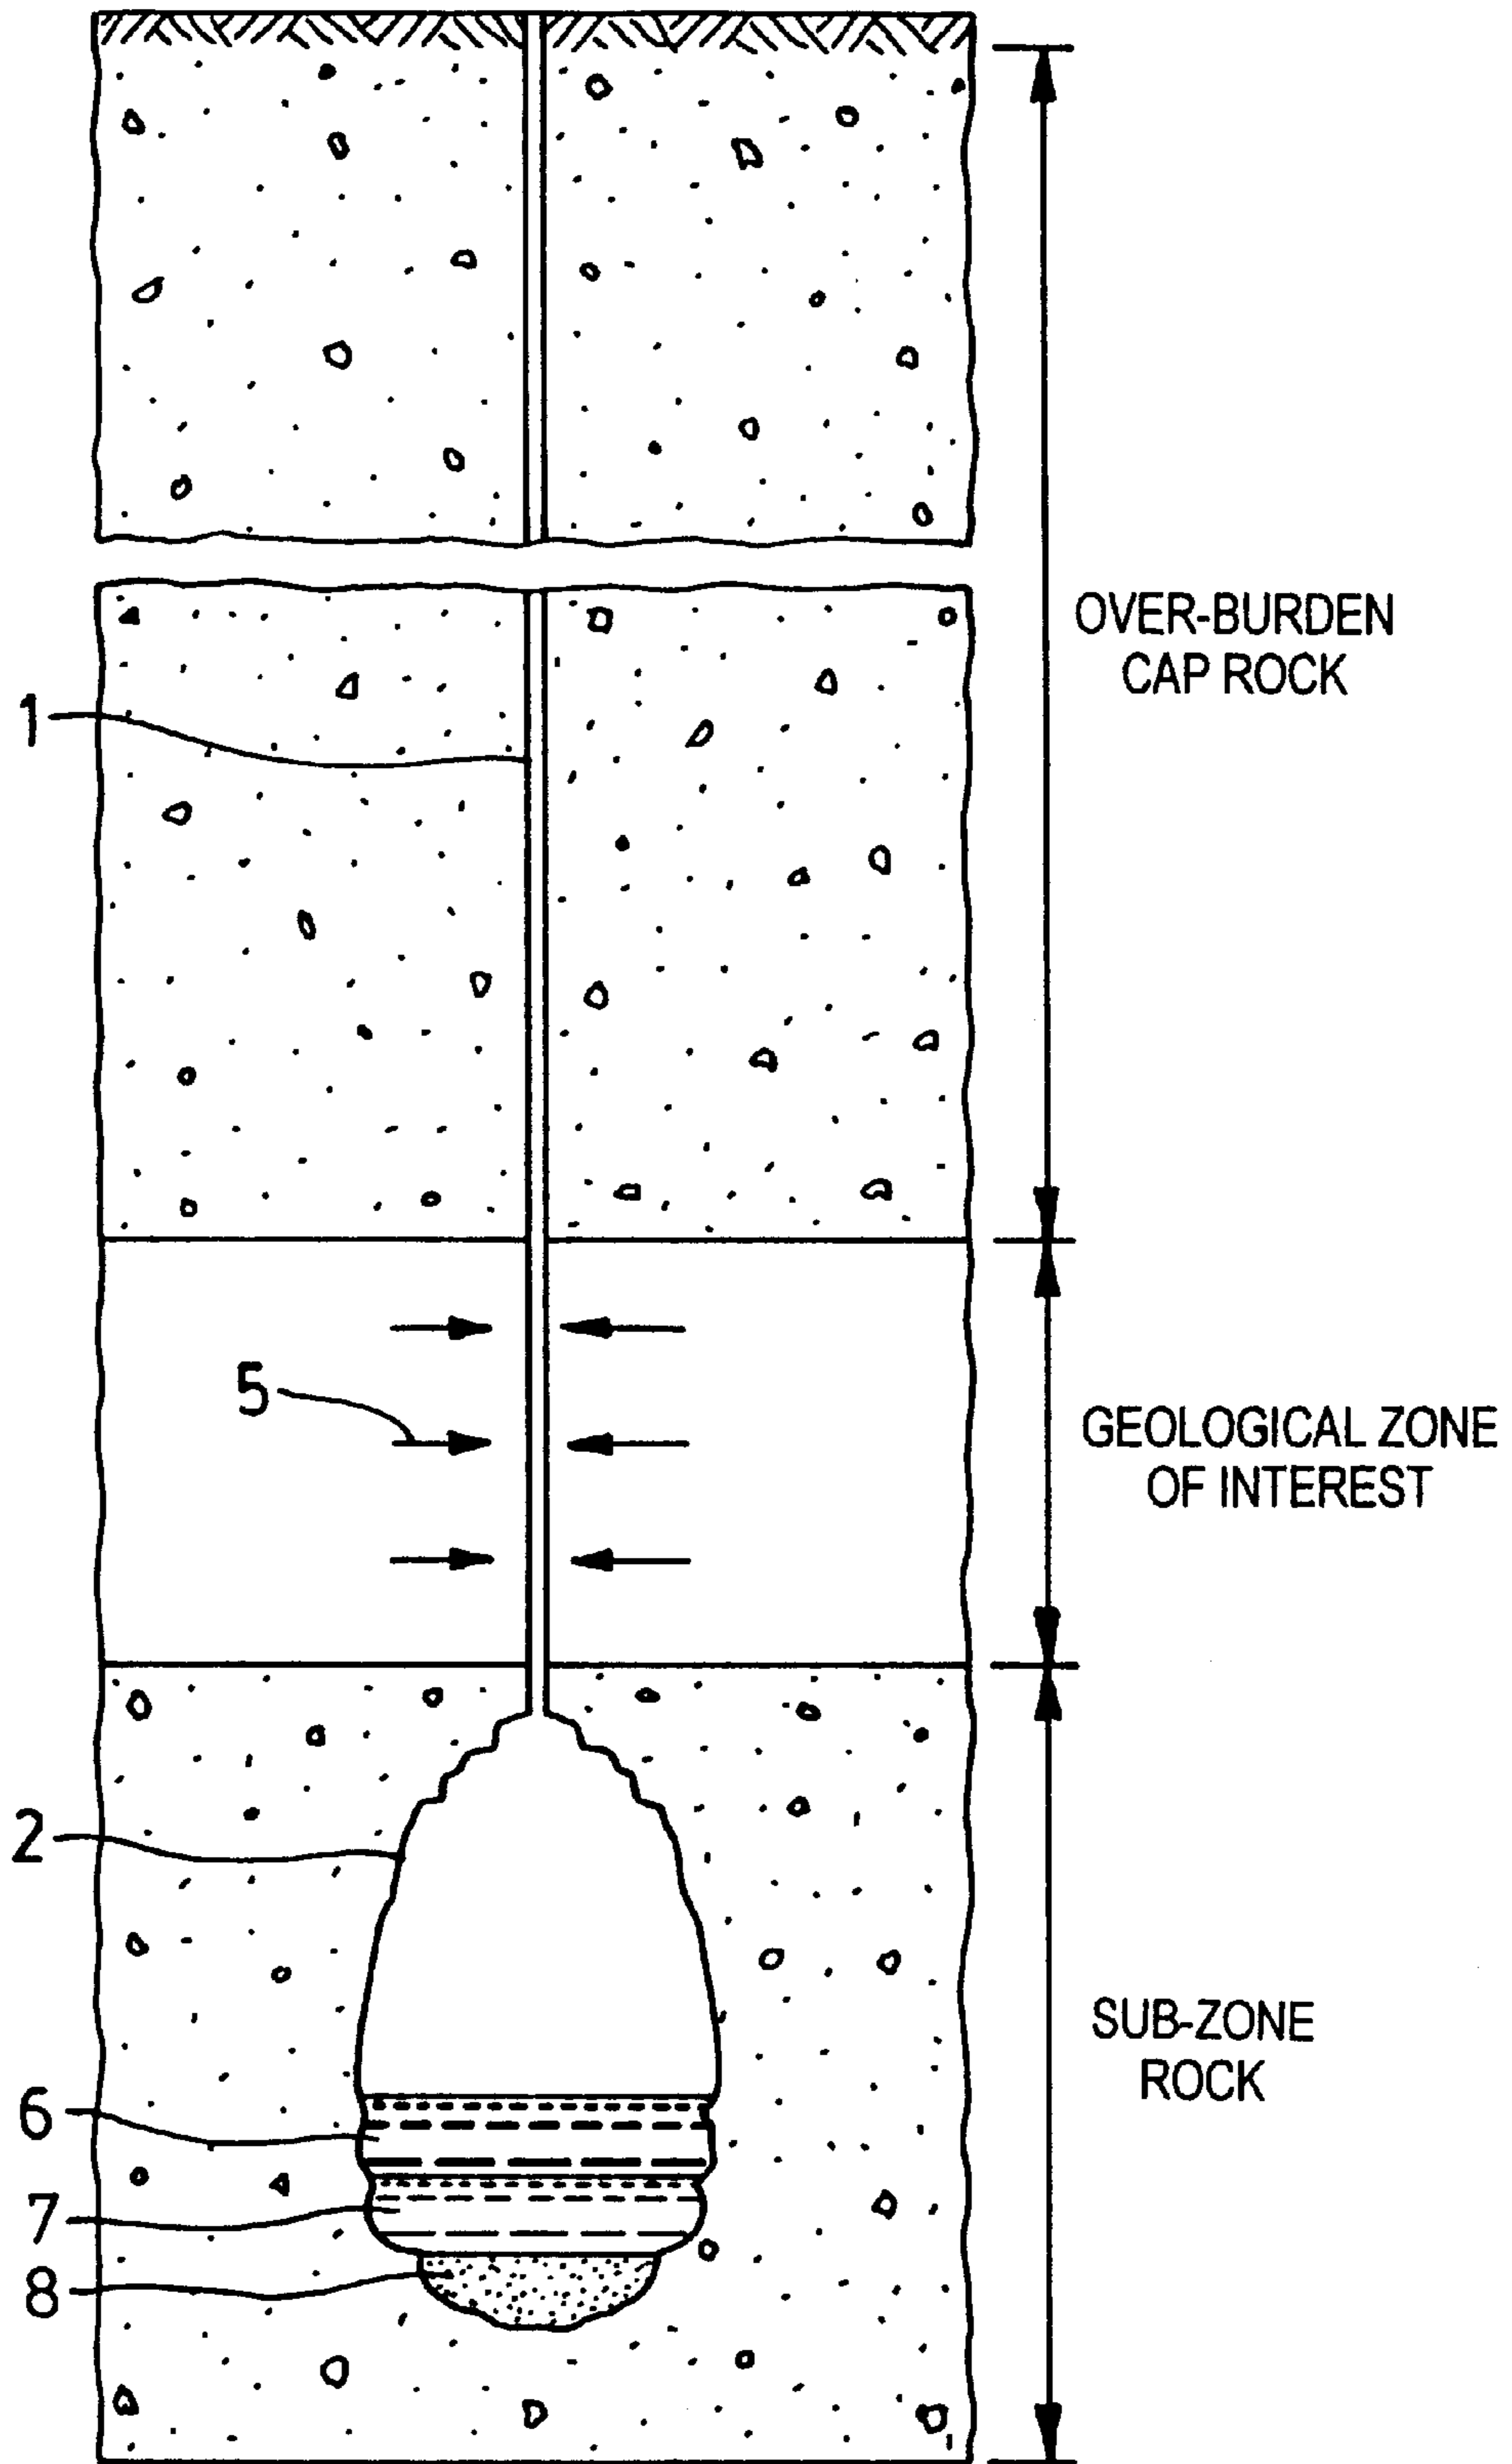 OVER-BURDEN
CAP ROCK
1
5
GEOLOGICAL ZONE
OF INTEREST
2
SUB-ZONE
ROCK
6
7
8